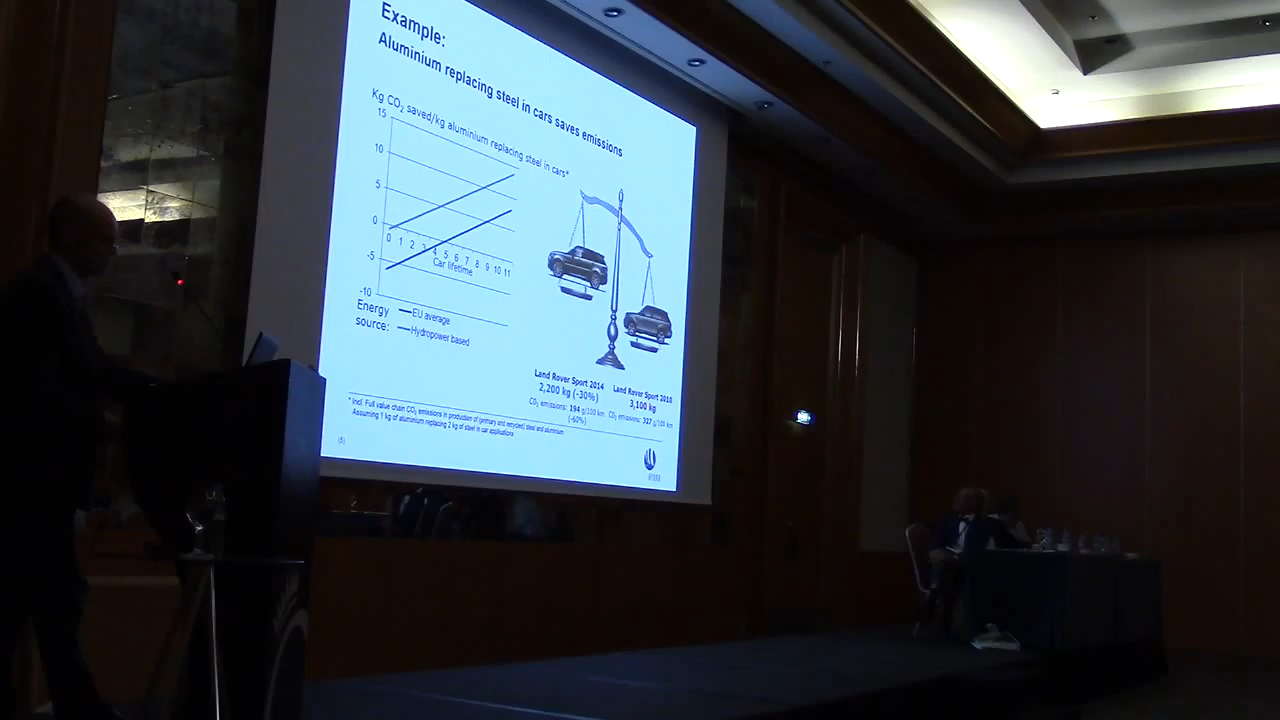 Example:
Aluminium replacing steel in cars saves emissions
Kg CO2 saved/kg aluminium replacing steel in cars*
15
10
5
0
-5
-10
0 1 2 3 4 5 6 7 8 9 10 11
Car lifetime
Energy source:
EU average
Hydropower based
Land Rover Sport 2014
2,200 kg (-30%)
CO2 emissions: 194 g/100 km
(-60%)
Land Rover Sport 2010
3,100 kg
CO2 emissions: 327 g/100 km
* Incl. Full value chain CO2 emissions in production of (primary and recycled) steel and aluminium
Assuming 1 kg of aluminium replacing 2 kg of steel in car applications
HYDRO